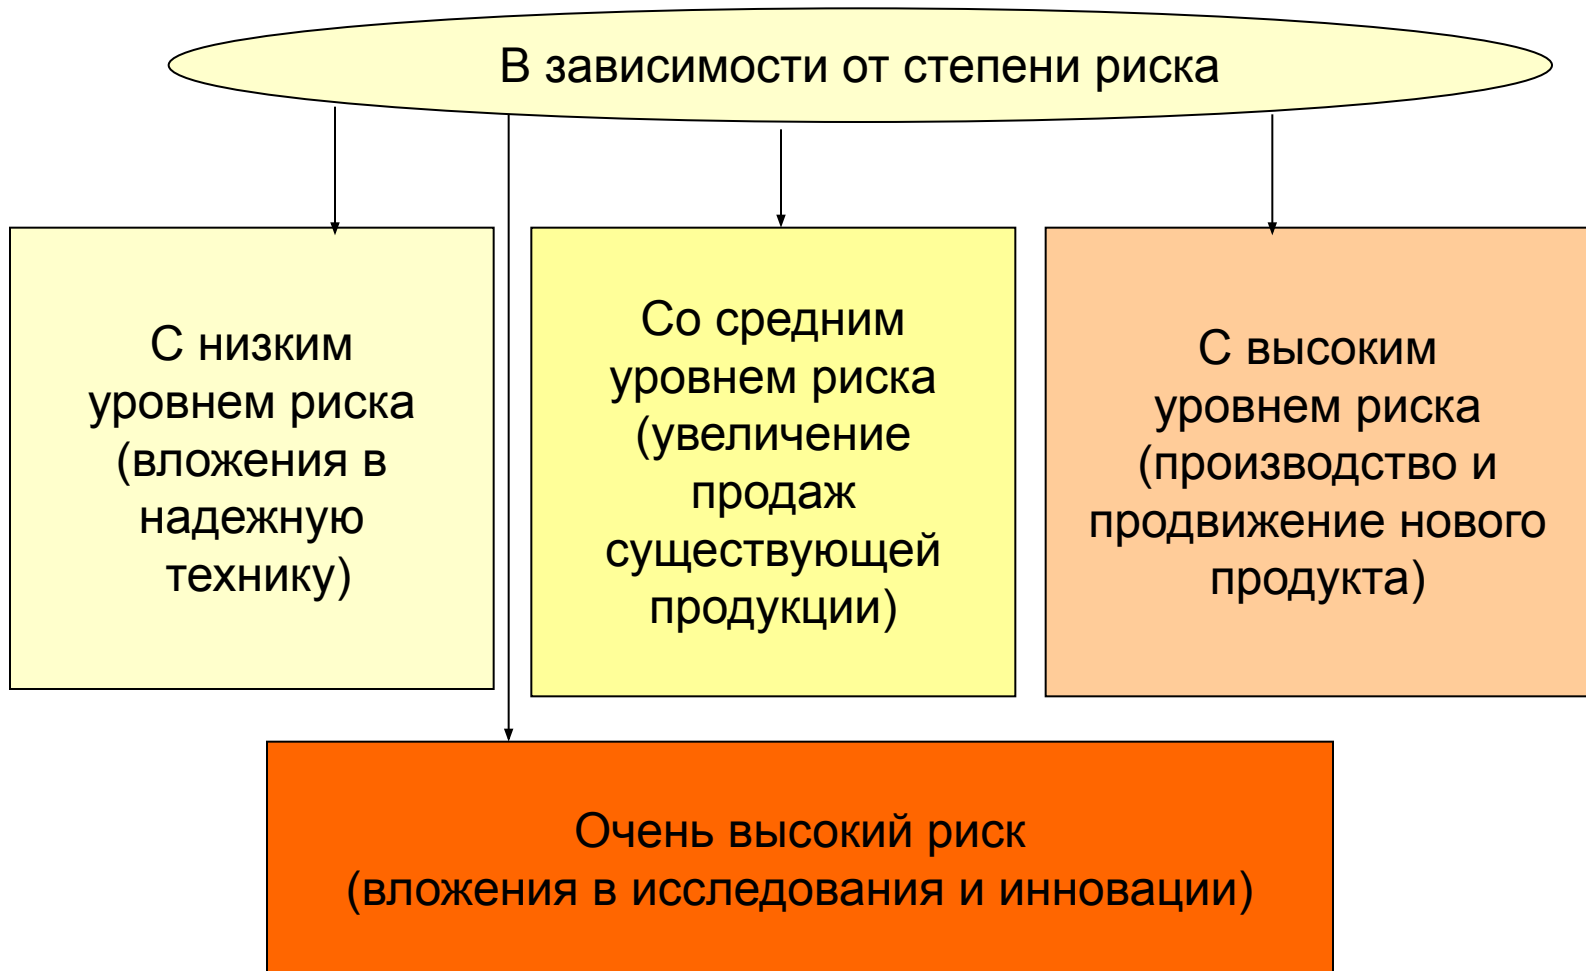 В зависимости от степени риска
С низким
уровнем риска
(вложения в
надежную
технику)
Со средним
уровнем риска
(увеличение
продаж
существующей
продукции)
С высоким
уровнем риска
(производство и
продвижение нового
продукта)
Очень высокий риск
(вложения в исследования и инновации)